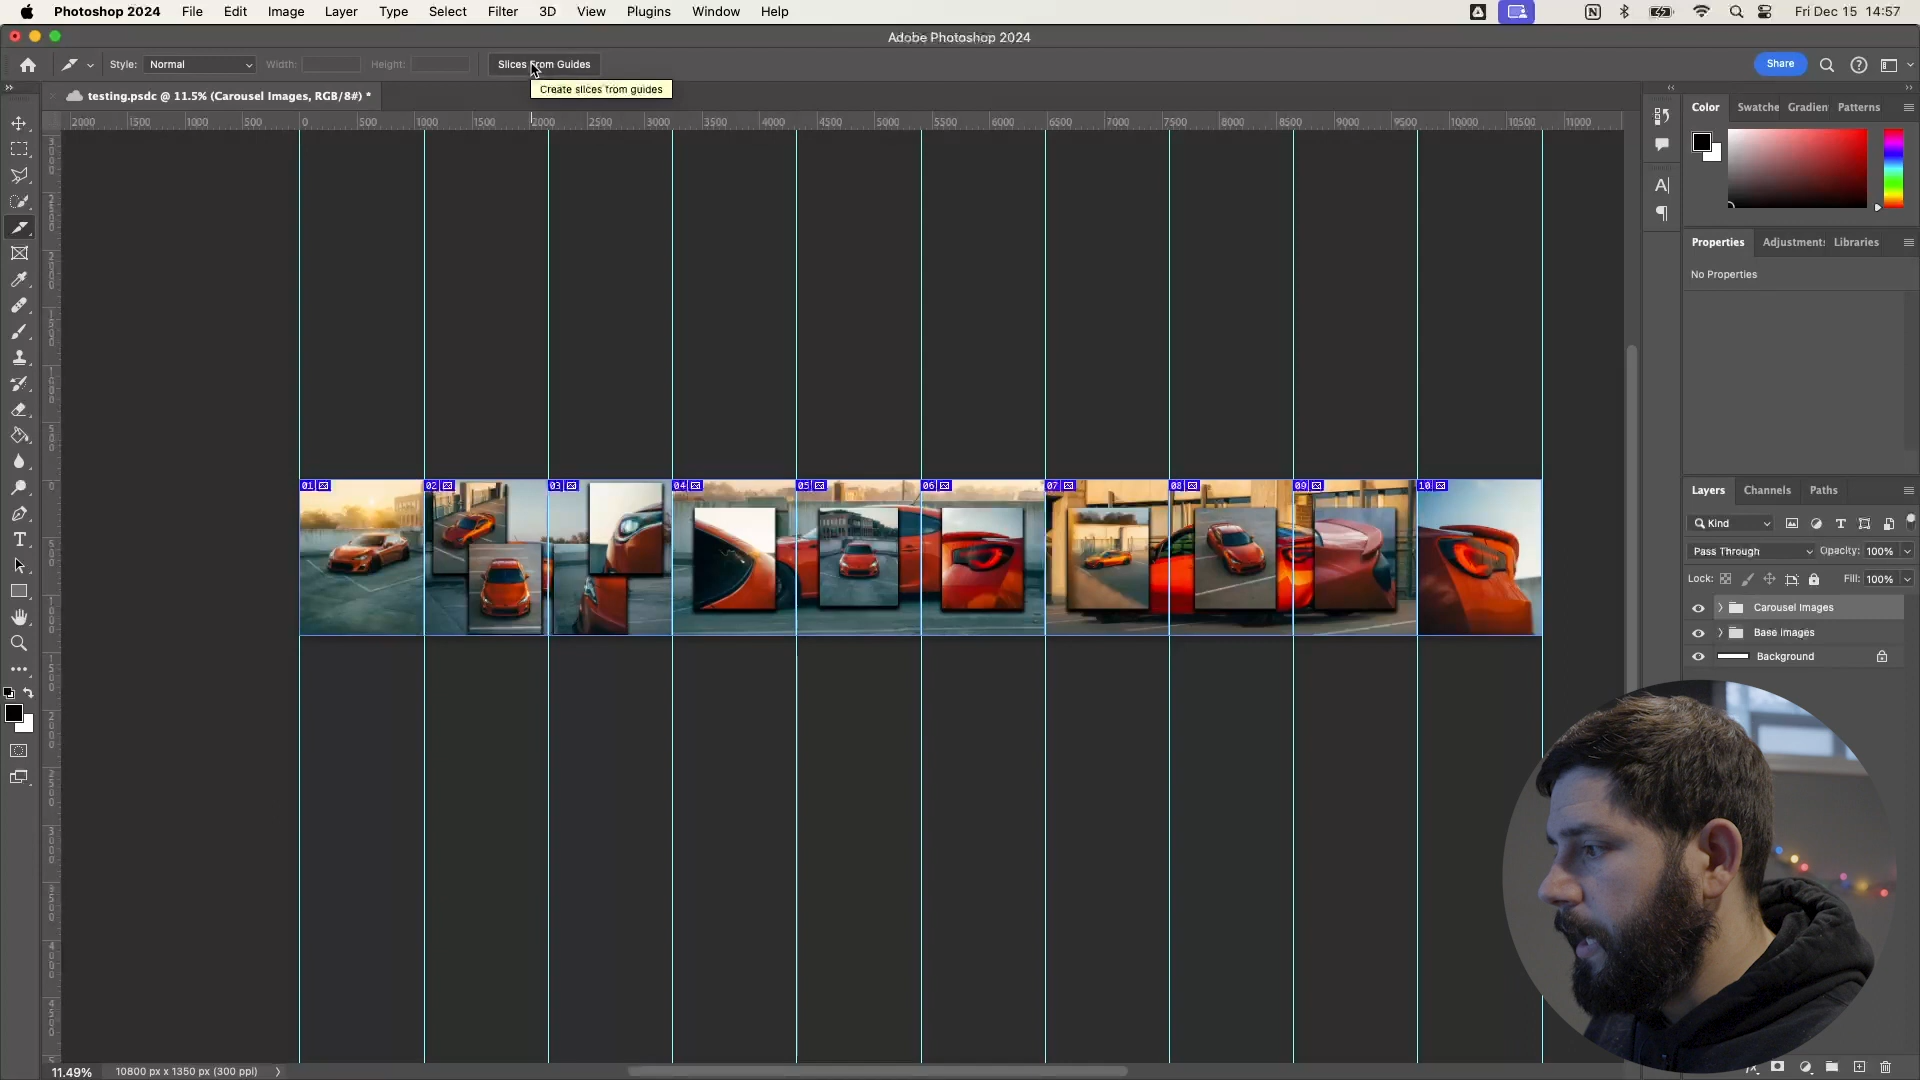 Photoshop 2024 File Edit Image Layer Type Select Filter 3D View Plugins Window Help Fri Dec 15 14:57
Adobe Photoshop 2024
Style: Normal Width: Height: Slices From Guides Share
Create slices from guides
testing.psdc @ 11.5% (Carousel Images, RGB/8#) *
2000 1500 1000 500 0 500 1000 1500 2000 2500 3000 3500 4000 4500 5000 5500 6000 6500 7000 7500 8000 8500 9000 9500 10000 10500 11000
Color Swatche Gradien Patterns
Properties Adjustment Libraries
No Properties
01 02 03 04 05 06 07 08 09 10
Layers Channels Paths
Kind
Pass Through Opacity: 100%
Lock: Fill: 100%
Carousel Images
Base Images
Background
11.49% 10800 px x 1350 px (300 ppi)